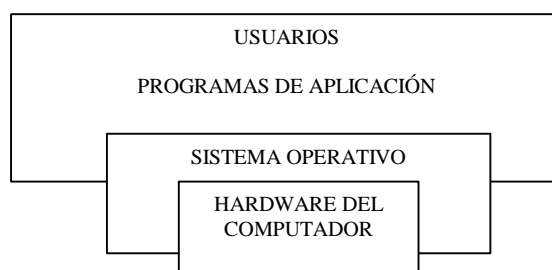 USUARIOS
PROGRAMAS DE APLICACIÓN
SISTEMA OPERATIVO
HARDWARE DEL
COMPUTADOR